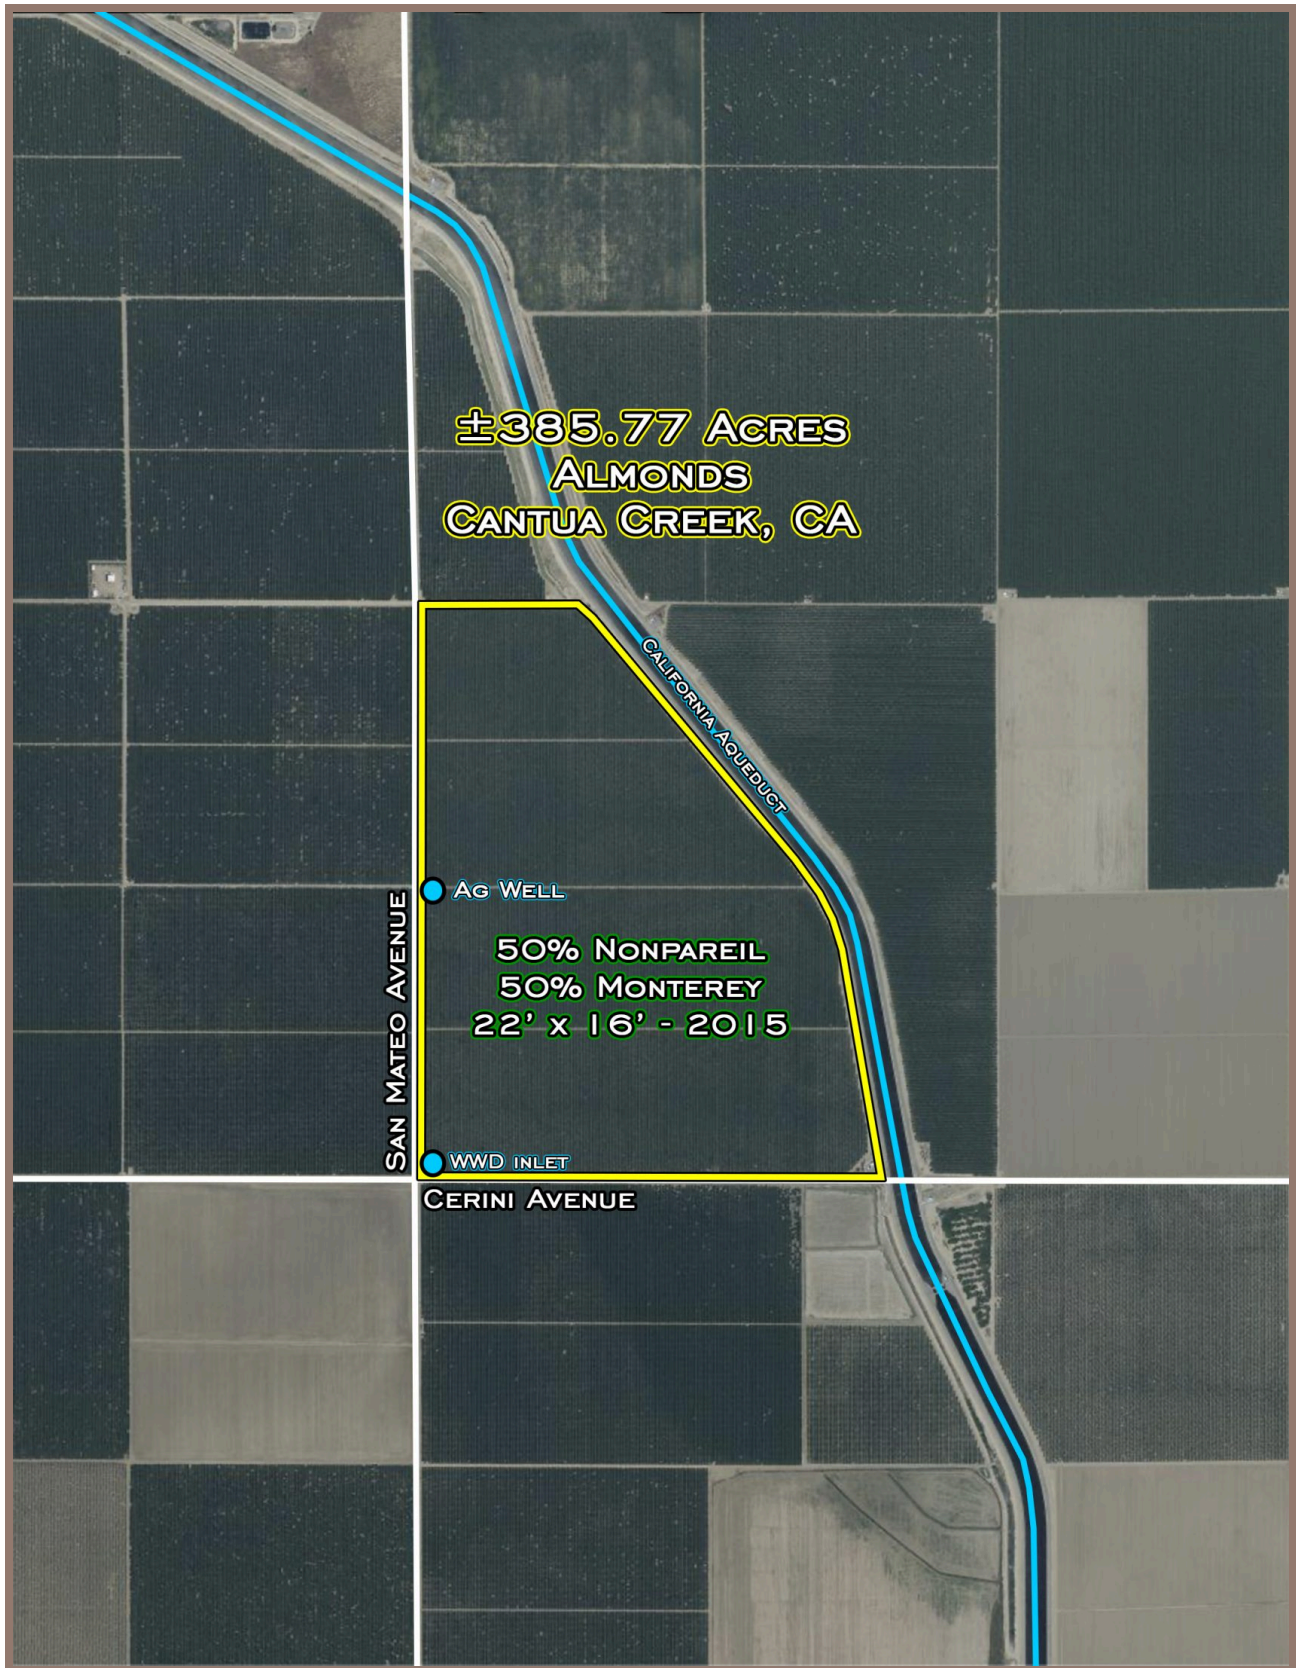 ±385.77 Acres
Almonds
Cantua Creek, CA
California Aqueduct
Ag Well
50% Nonpareil
50% Monterey
22' x 16' - 2015
San Mateo Avenue
WWD inlet
Cerini Avenue